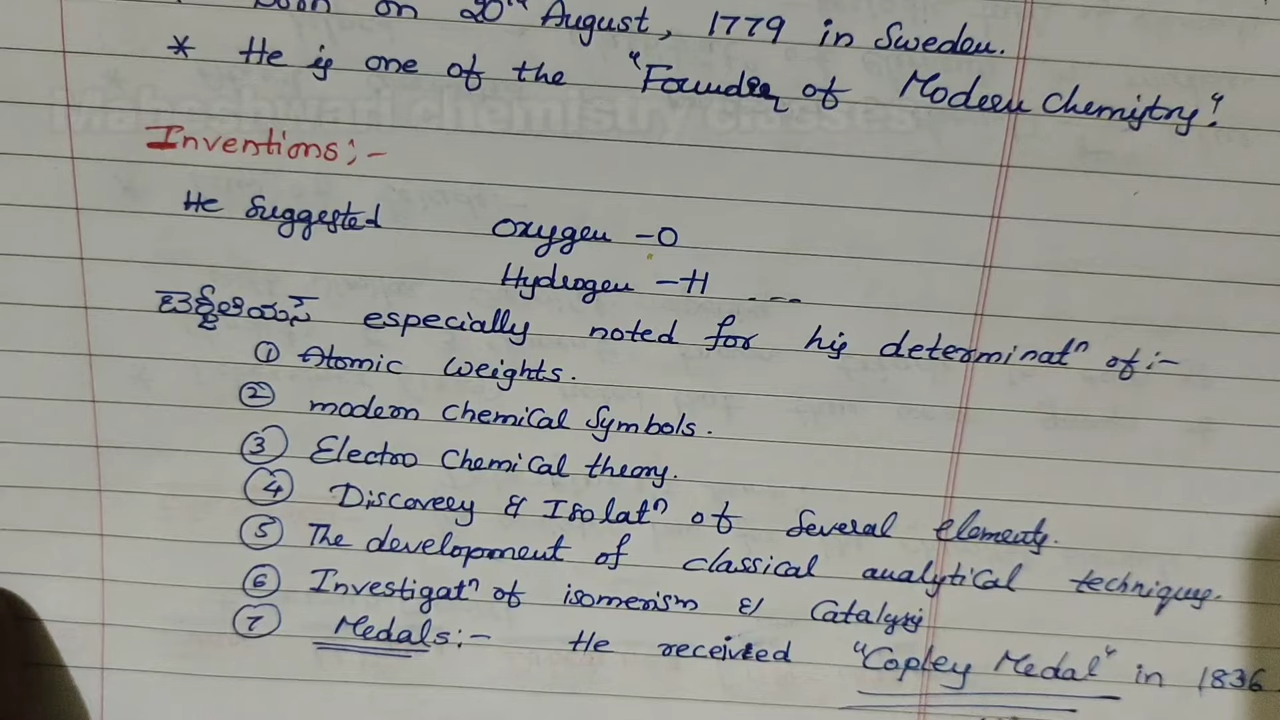 on 20th August, 1779 in Sweden.
* He is one of the "Founder of Modern Chemistry".
Inventions:-
He Suggested Oxygen - O
Hydrogen - H ---
especially noted for his determinatn of:-
① Atomic weights.
② modern chemical Symbols.
③ Electro Chemical theory.
④ Discovery & Isolatn of several elements.
⑤ The development of classical analytical techniques.
⑥ Investigatn of isomerism & Catalysis
⑦ Medals:- He received "Copley Medal" in 1836